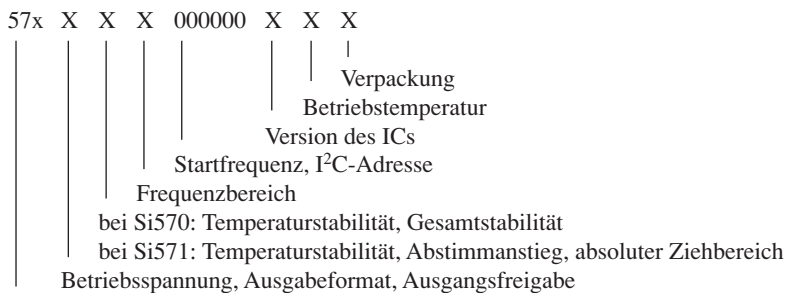 57x X X X 000000 X X X
Verpackung
Betriebstemperatur
Version des ICs
Startfrequenz, I²C-Adresse
Frequenzbereich
bei Si570: Temperaturstabilität, Gesamtstabilität
bei Si571: Temperaturstabilität, Abstimmanstieg, absoluter Ziehbereich
Betriebsspannung, Ausgabeformat, Ausgangsfreigabe